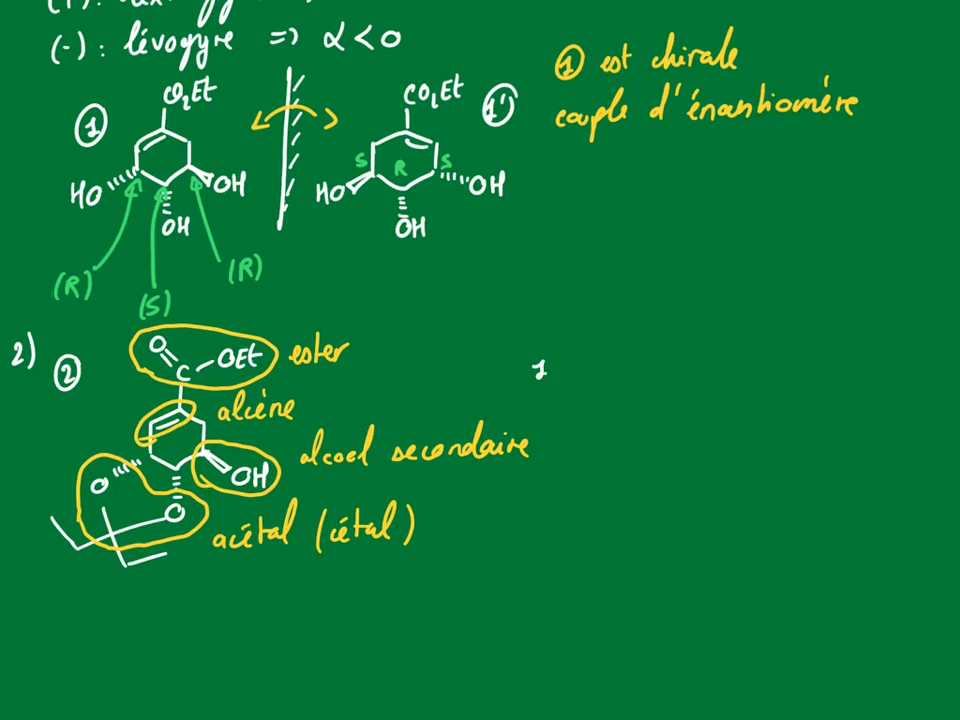 (-) : lévogyre => α < 0
① est chirale
couple d'énantiomère
①
CO₂Et
HO
OH
OH
(R)
(S)
(R)
①'
CO₂Et
S
R
S
HO
OH
OH
2)
②
O
C
OEt
ester
alcène
alcool secondaire
OH
O
O
acétal (cétal)
1